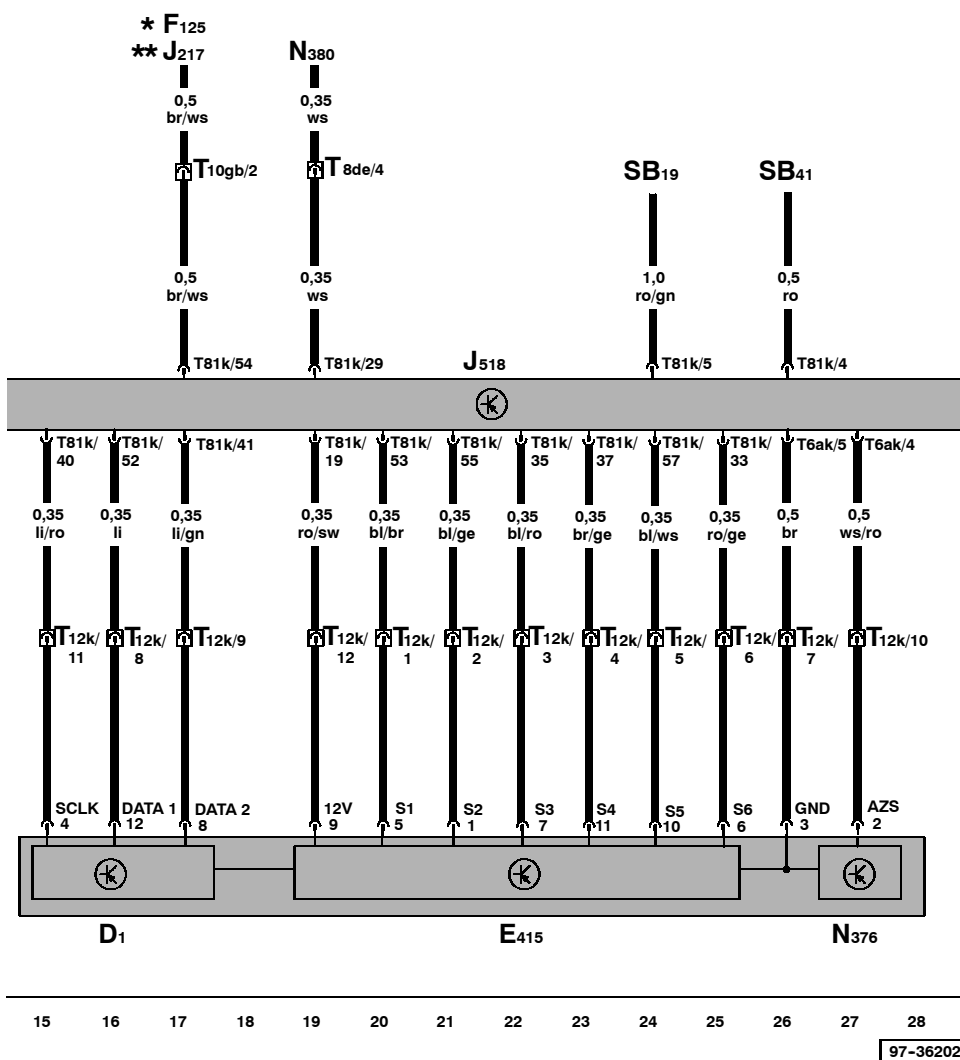 * F125
** J217 N380
0,5 0,35
br/ws ws
T10gb/2 T8de/4
SB19 SB41
0,5 0,35 1,0 0,5
br/ws ws ro/gn ro
T81k/54 T81k/29 J518 T81k/5 T81k/4
T81k/ T81k/ T81k/41 T81k/ T81k/ T81k/ T81k/ T81k/ T81k/ T81k/ T6ak/5 T6ak/4
40 52 19 53 55 35 37 57 33
0,35 0,35 0,35 0,35 0,35 0,35 0,35 0,35 0,35 0,35 0,5 0,5
li/ro li li/gn ro/sw bl/br bl/ge bl/ro br/ge bl/ws ro/ge br ws/ro
T12k/ T12k/ T12k/9 T12k/ T12k/ T12k/ T12k/ T12k/ T12k/ T12k/ T12k/ T12k/10
11 8 12 1 2 3 4 5 6 7
SCLK DATA 1 DATA 2 12V S1 S2 S3 S4 S5 S6 GND AZS
4 12 8 9 5 1 7 11 10 6 3 2
D1 E415 N376
15 16 17 18 19 20 21 22 23 24 25 26 27 28
97-36202